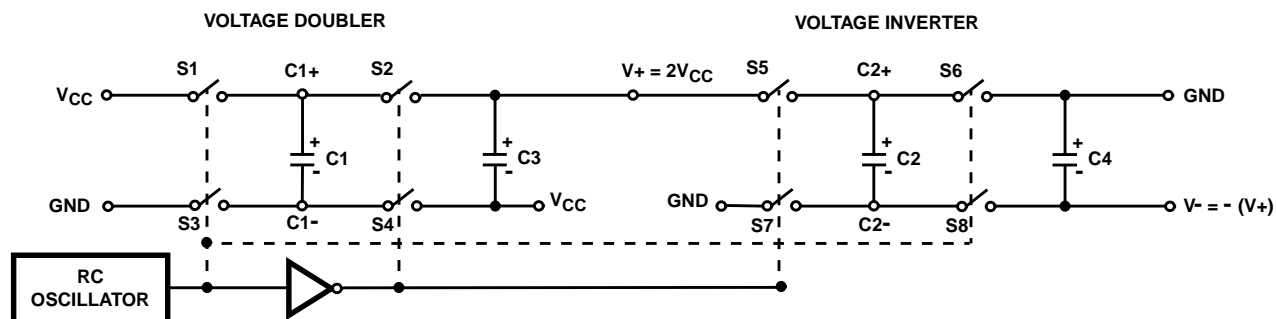 VOLTAGE DOUBLER
VOLTAGE INVERTER
S1
C1+
S2
V+ = 2VCC
S5
C2+
S6
VCC
GND
+
C1
-
+
C3
-
+
C2
-
+
C4
-
GND
S3
C1-
S4
VCC
GND
S7
C2-
S8
V- = - (V+)
RC
OSCILLATOR